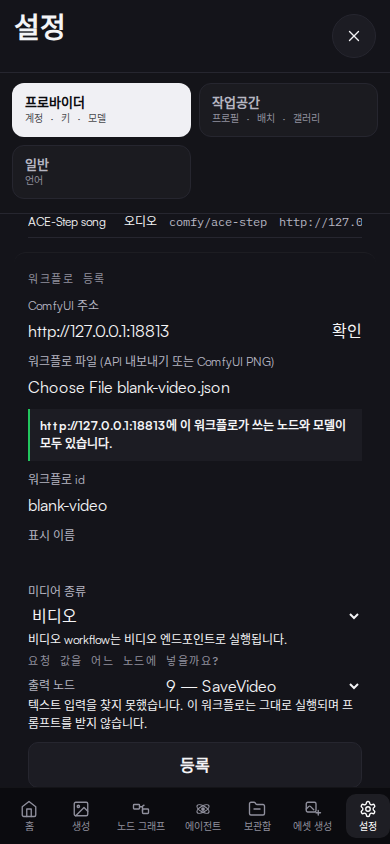 설정
프로바이더
계정 · 키 · 모델
작업공간
프로필 · 배치 · 갤러리
일반
언어
ACE-Step song 오디오 comfy/ace-step http://127.0
워크플로 등록
ComfyUI 주소
http://127.0.0.1:18813 확인
워크플로 파일 (API 내보내기 또는 ComfyUI PNG)
Choose File blank-video.json
http://127.0.0.1:18813에 이 워크플로가 쓰는 노드와 모델이
모두 있습니다.
워크플로 id
blank-video
표시 이름
미디어 종류
비디오
비디오 workflow는 비디오 엔드포인트로 실행됩니다.
요청 값을 어느 노드에 넣을까요?
출력 노드 9 — SaveVideo
텍스트 입력을 찾지 못했습니다. 이 워크플로는 그대로 실행되며 프
롬프트를 받지 않습니다.
등록
홈 생성 노드 그래프 에이전트 보관함 에셋 생성 설정